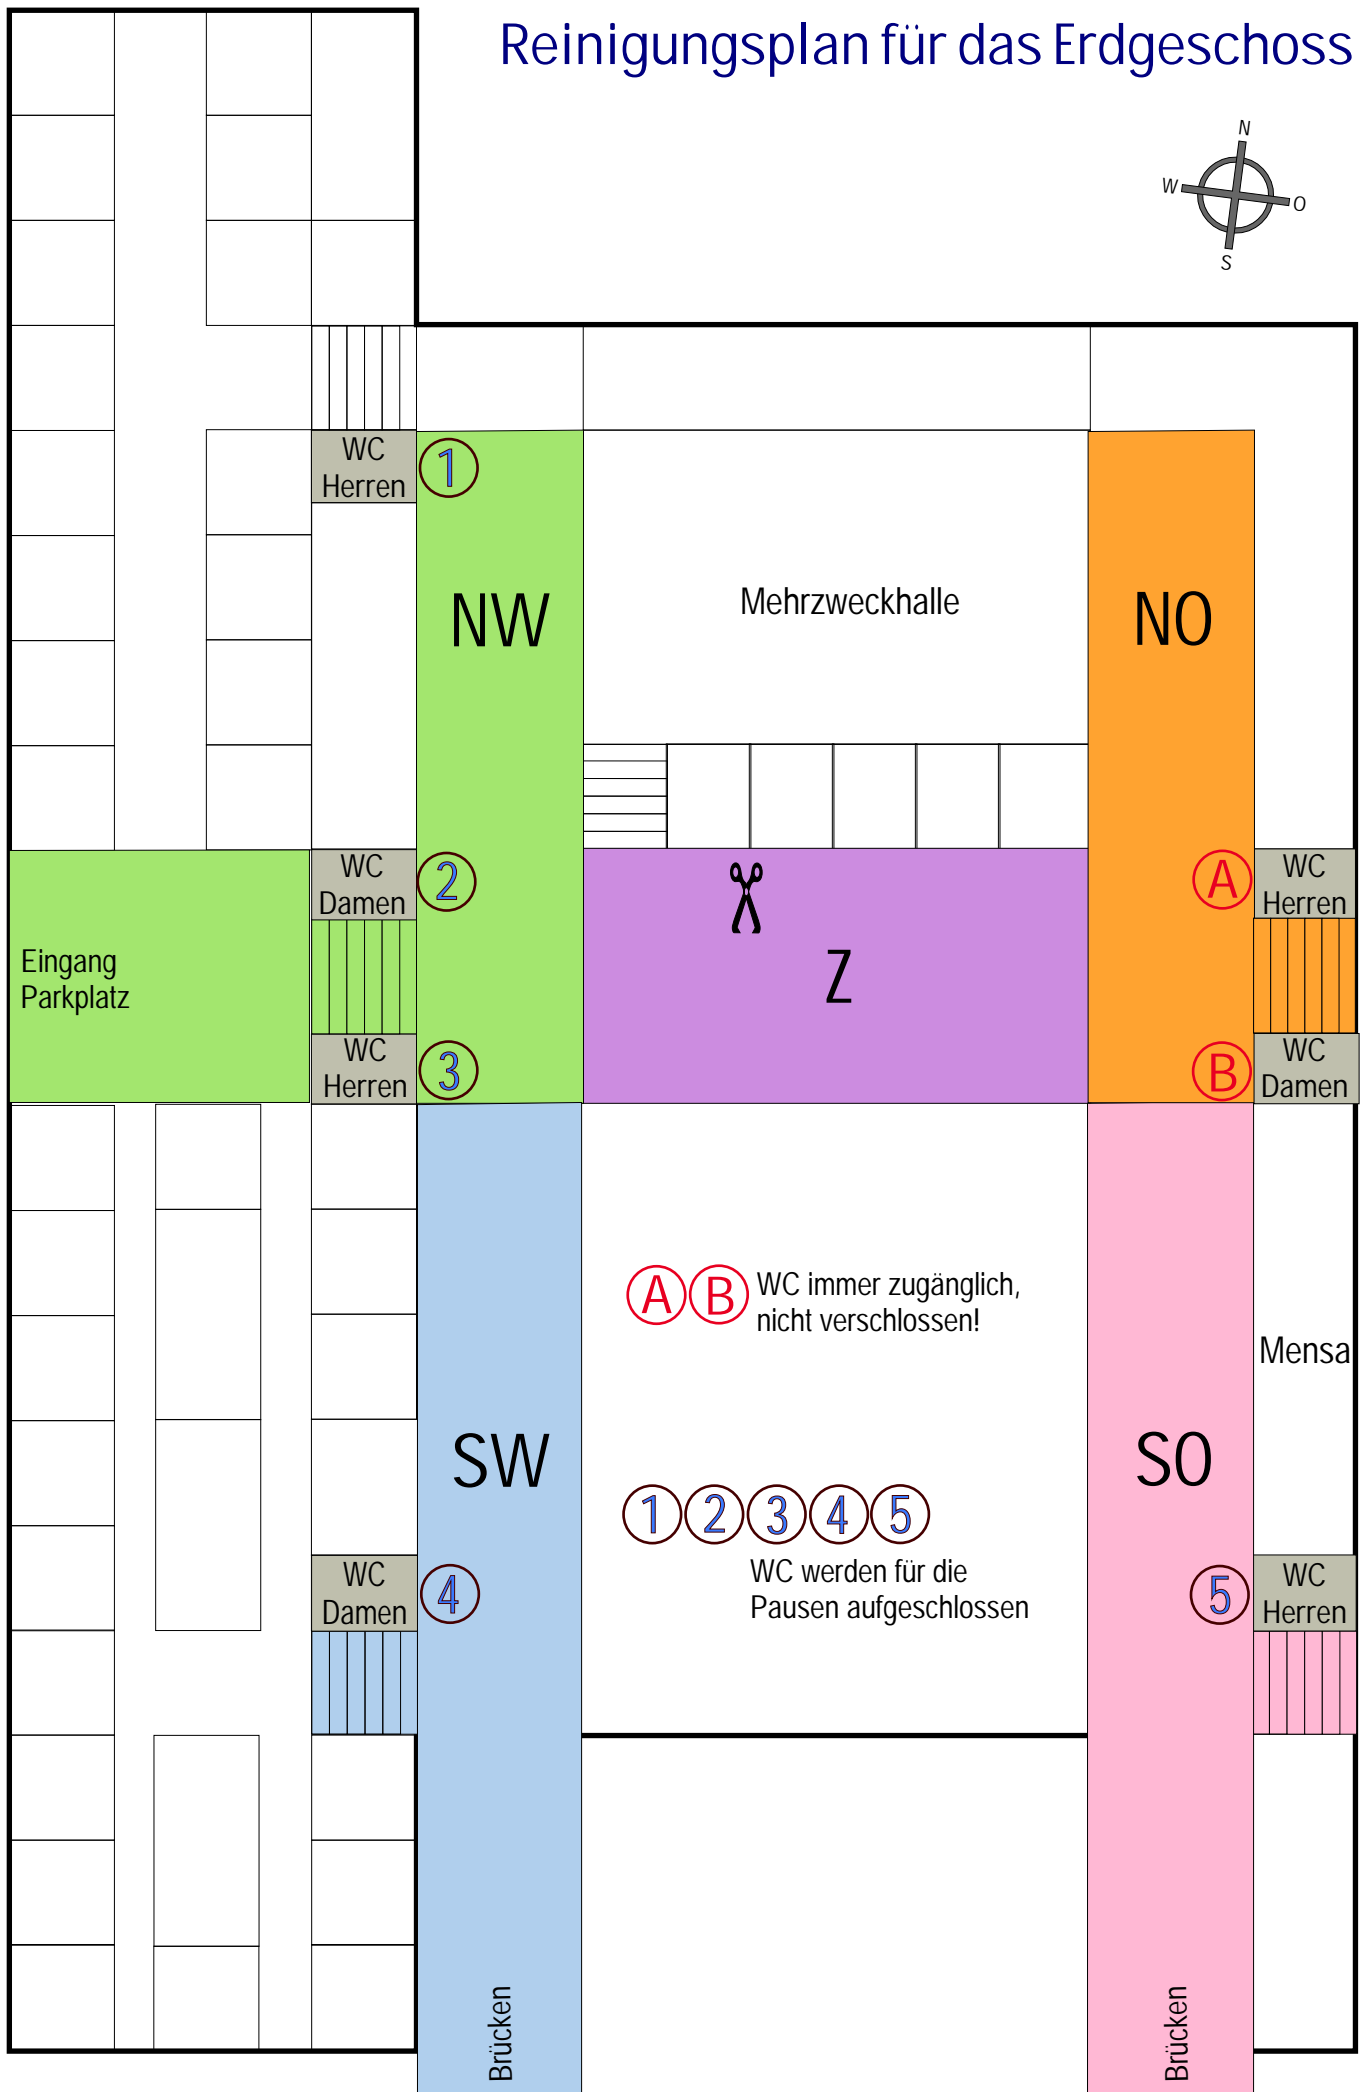 Reinigungsplan für das Erdgeschoss
N
W
O
S
WC
Herren
1
NW
Mehrzweckhalle
NO
WC
Damen
2
A
WC
Herren
Eingang
Parkplatz
Z
WC
Herren
3
B
WC
Damen
A B WC immer zugänglich,
nicht verschlossen!
Mensa
SW
SO
1 2 3 4 5
WC werden für die
Pausen aufgeschlossen
WC
Damen
4
5
WC
Herren
Brücken
Brücken